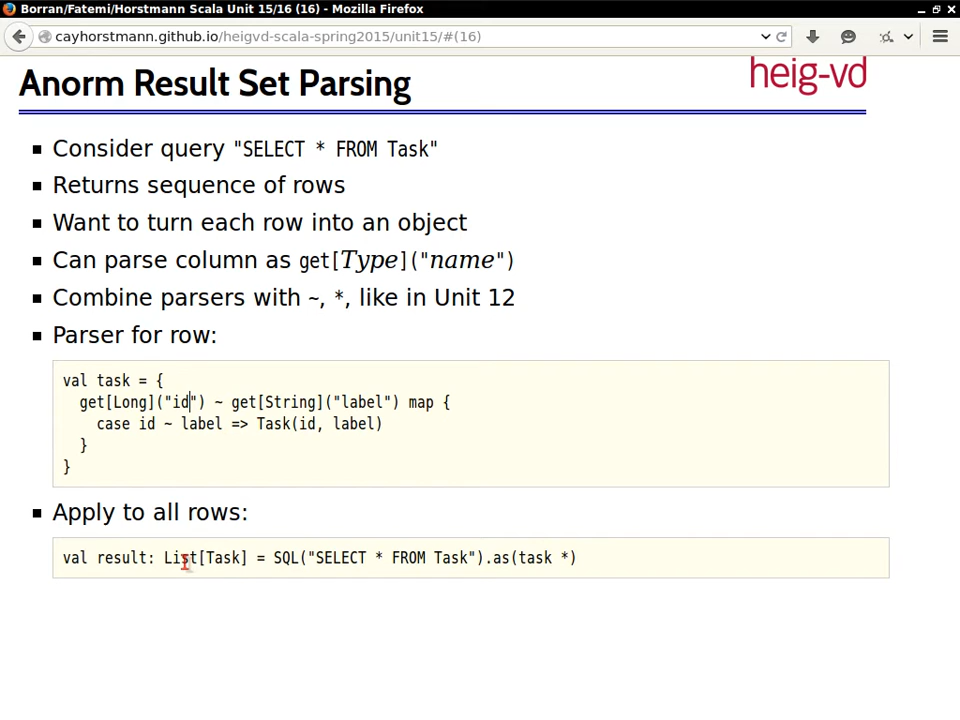 Borran/Fatemi/Horstmann Scala Unit 15/16 (16) - Mozilla Firefox
cayhorstmann.github.io/heigvd-scala-spring2015/unit15/#(16)
Anorm Result Set Parsing
heig-vd
▪ Consider query "SELECT * FROM Task"
▪ Returns sequence of rows
▪ Want to turn each row into an object
▪ Can parse column as get[Type]("name")
▪ Combine parsers with ~, *, like in Unit 12
▪ Parser for row:
val task = {
  get[Long]("id") ~ get[String]("label") map {
    case id ~ label => Task(id, label)
  }
}
▪ Apply to all rows:
val result: List[Task] = SQL("SELECT * FROM Task").as(task *)